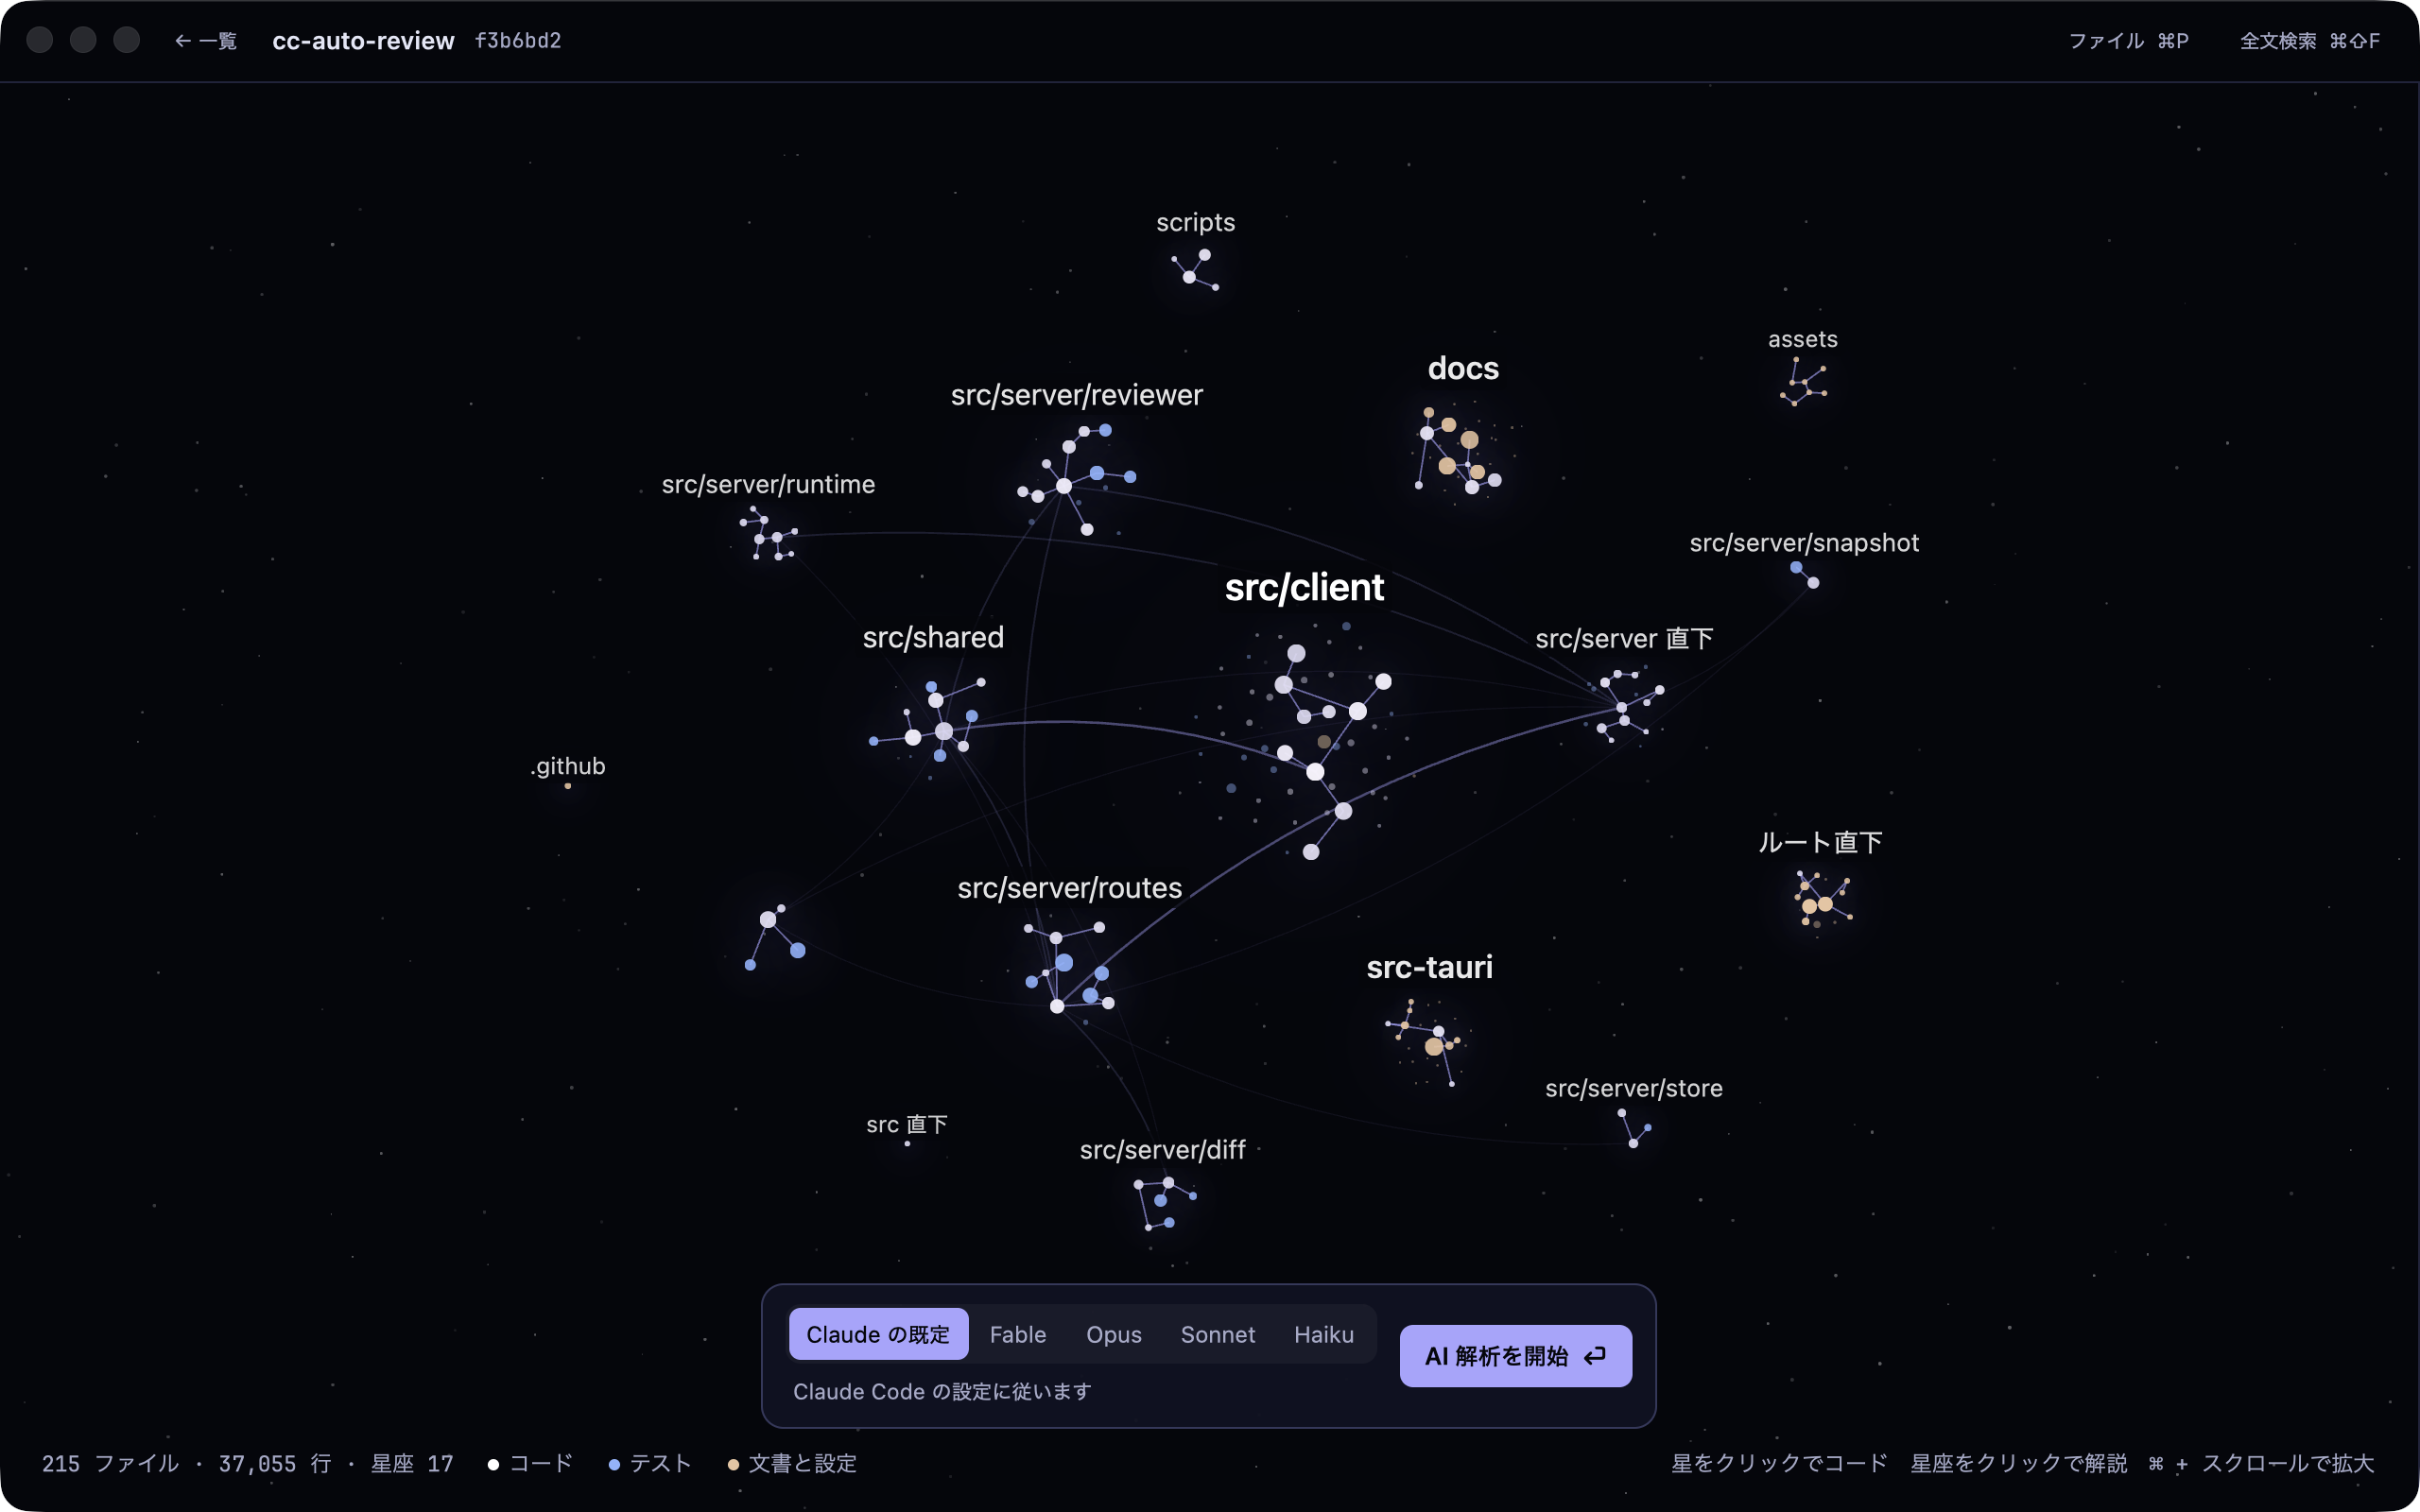 ← 一覧 cc-auto-review f3b6bd2 ファイル ⌘P 全文検索 ⌘⇧F
scripts
assets
docs
src/server/reviewer
src/server/runtime
src/server/snapshot
src/client
src/shared
src/server 直下
.github
ルート直下
src/server/routes
src-tauri
src/server/store
src 直下
src/server/diff
Claude の既定 Fable Opus Sonnet Haiku
AI 解析を開始
Claude Code の設定に従います
215 ファイル · 37,055 行 · 星座 17 コード テスト 文書と設定 星をクリックでコード 星座をクリックで解説 ⌘ + スクロールで拡大